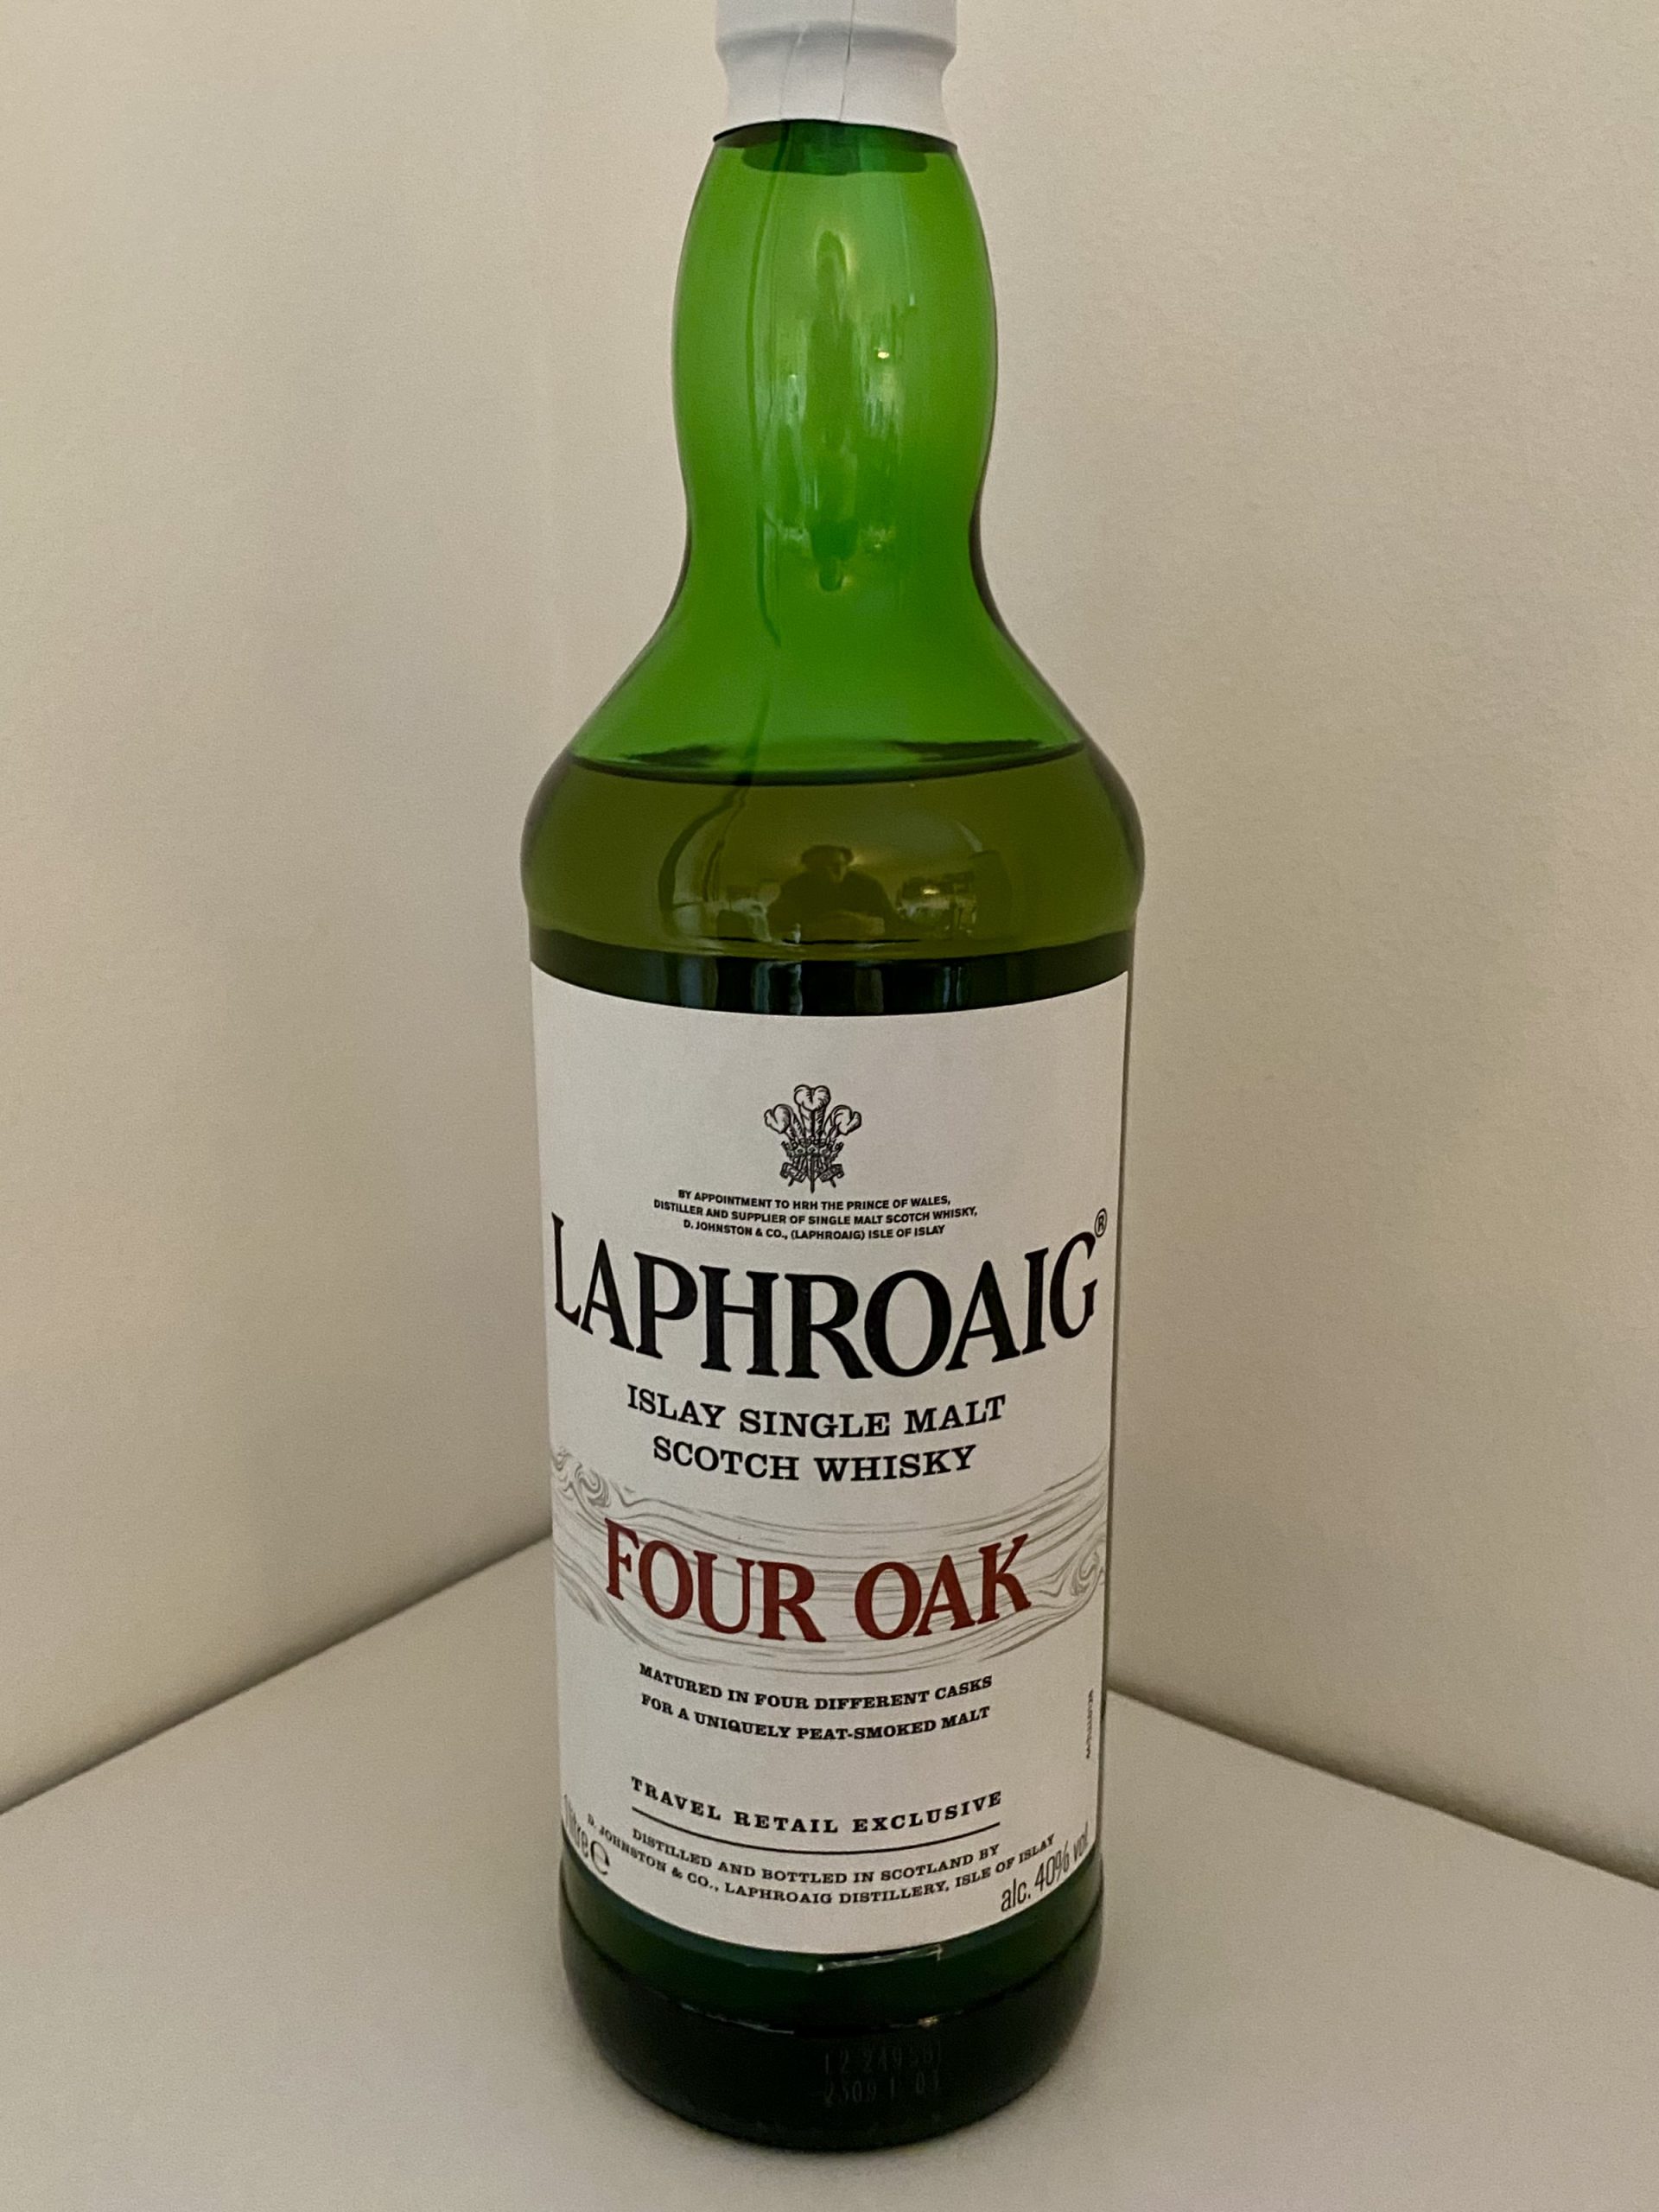 BY APPOINTMENT TO HRH THE PRINCE OF WALES,
DISTILLER AND SUPPLIER OF SINGLE MALT SCOTCH WHISKY,
D. JOHNSTON & CO., (LAPHROAIG) ISLE OF ISLAY
LAPHROAIG®
ISLAY SINGLE MALT
SCOTCH WHISKY
FOUR OAK
MATURED IN FOUR DIFFERENT CASKS
FOR A UNIQUELY PEAT-SMOKED MALT
TRAVEL RETAIL EXCLUSIVE
DISTILLED AND BOTTLED IN SCOTLAND BY
D. JOHNSTON & CO., LAPHROAIG DISTILLERY, ISLE OF ISLAY
litre e
alc. 40% vol